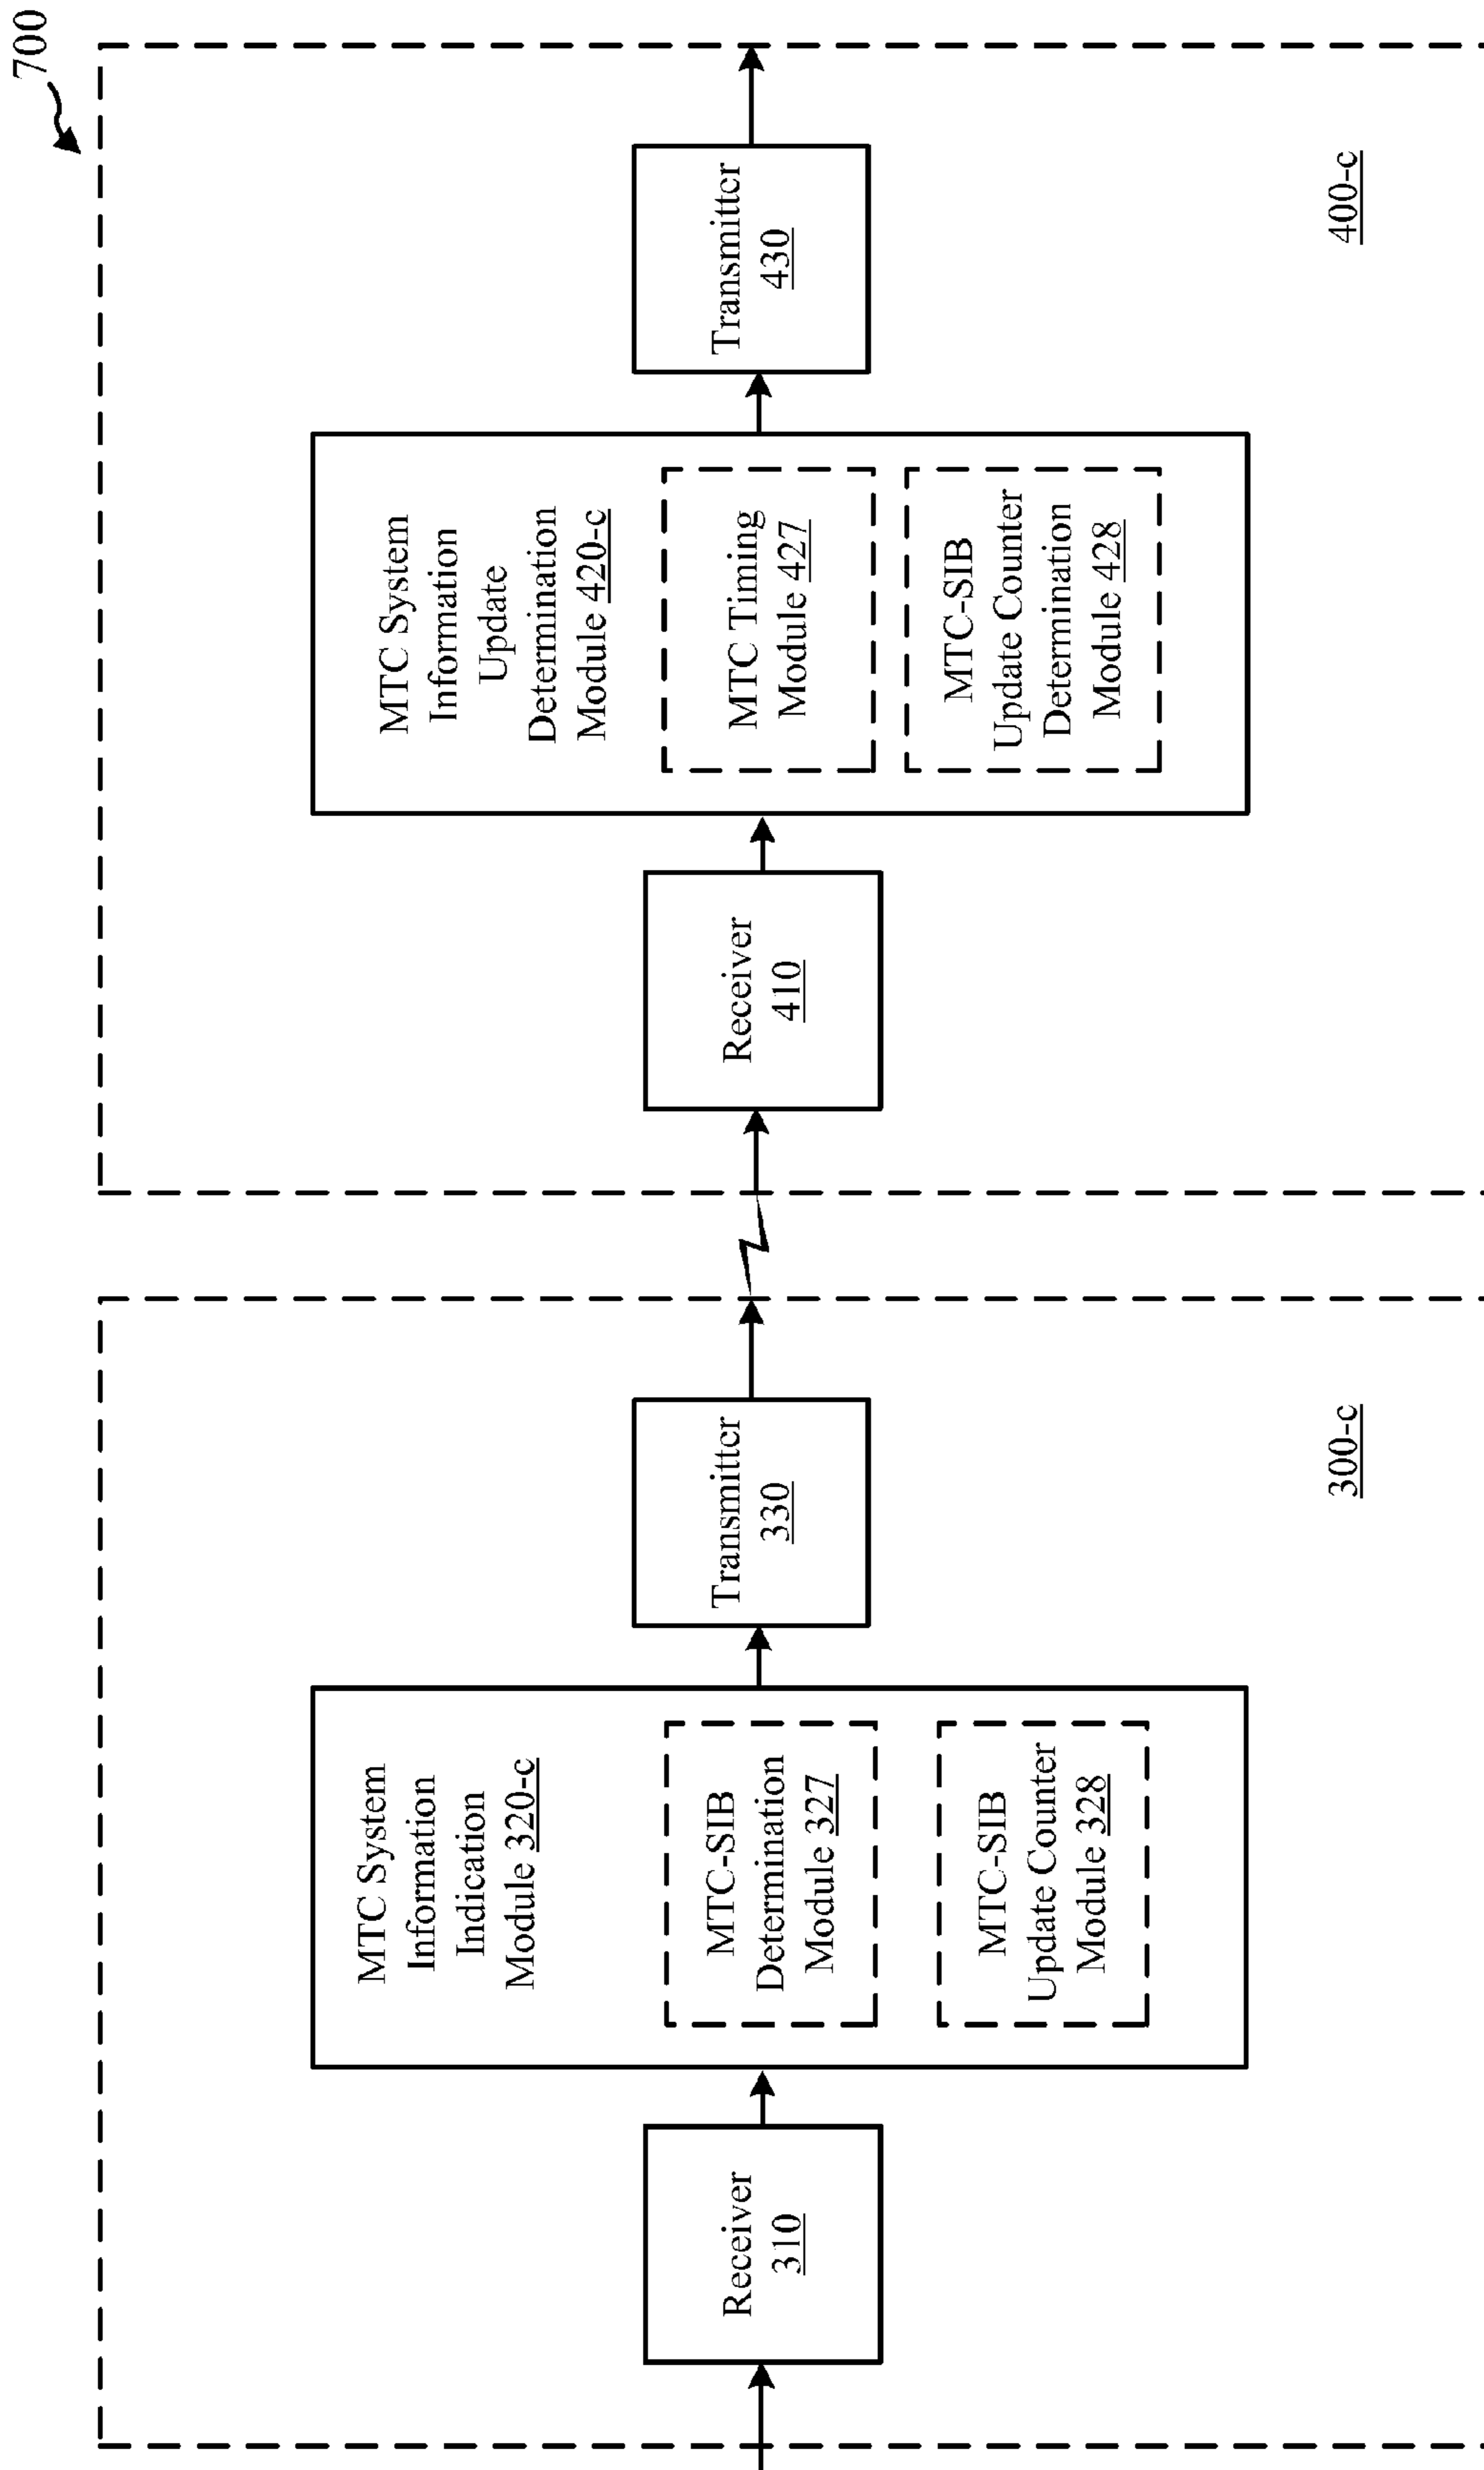 700
Receiver
310
MTC System
Information
Indication
Module 320-c
MTC-SIB
Determination
Module 327
MTC-SIB
Update Counter
Module 328
Transmitter
330
300-c
Receiver
410
MTC System
Information
Update
Determination
Module 420-c
MTC Timing
Module 427
MTC-SIB
Update Counter
Determination
Module 428
Transmitter
430
400-c